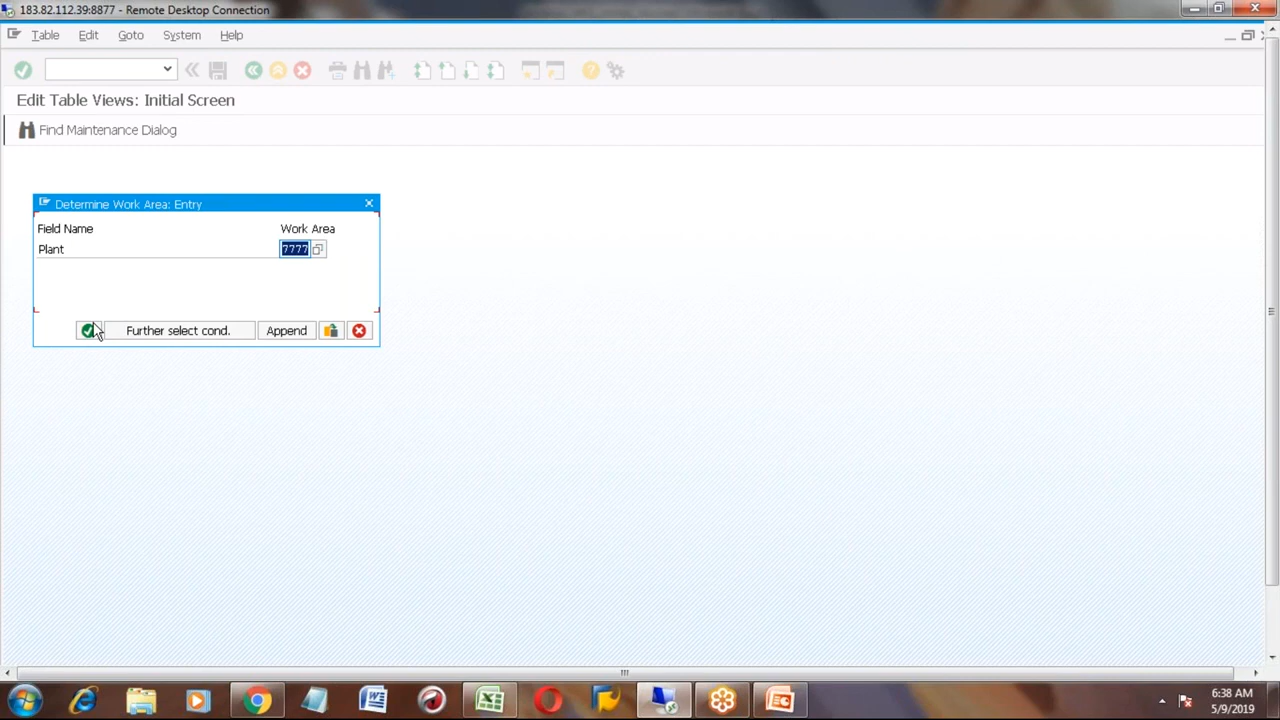 183.82.112.39:8877 - Remote Desktop Connection
Table Edit Goto System Help
Edit Table Views: Initial Screen
Find Maintenance Dialog
Determine Work Area: Entry
Field Name Work Area
Plant 7777
Further select cond. Append
6:38 AM
5/9/2019